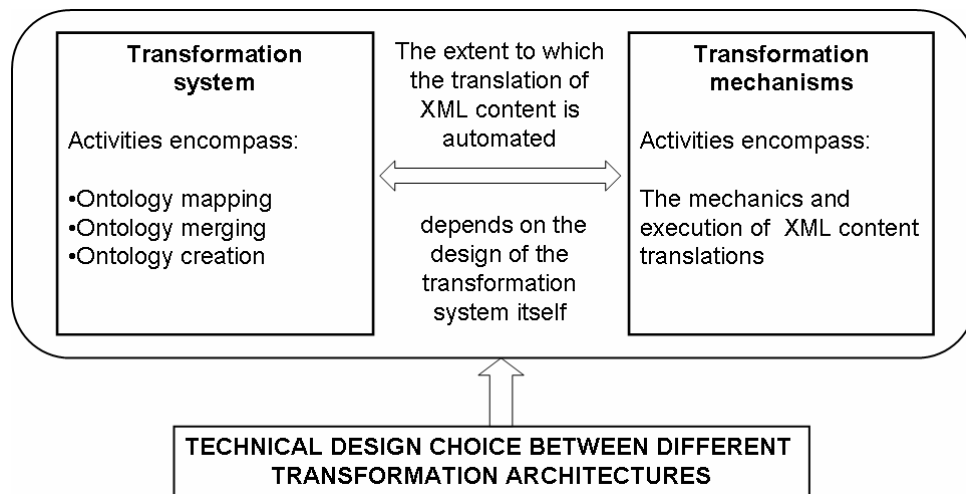 Transformation
system
Activities encompass:
•Ontology mapping
•Ontology merging
•Ontology creation
The extent to which
the translation of
XML content is
automated
depends on the
design of the
transformation
system itself
Transformation
mechanisms
Activities encompass:
The mechanics and
execution of XML content
translations
TECHNICAL DESIGN CHOICE BETWEEN DIFFERENT
TRANSFORMATION ARCHITECTURES